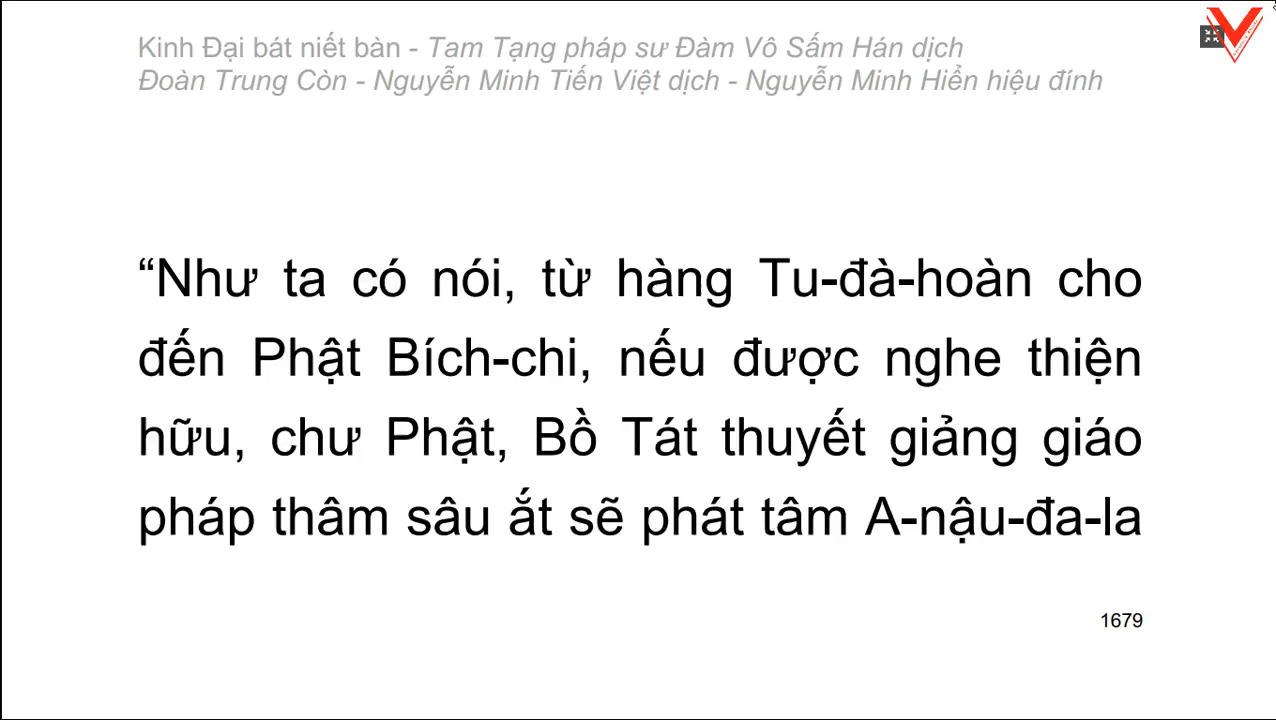 Kinh Đại bát niết bàn - Tam Tạng pháp sư Đàm Vô Sấm Hán dịch
Đoàn Trung Còn - Nguyễn Minh Tiến Việt dịch - Nguyễn Minh Hiển hiệu đính
“Như ta có nói, từ hàng Tu-đà-hoàn cho
đến Phật Bích-chi, nếu được nghe thiện
hữu, chư Phật, Bồ Tát thuyết giảng giáo
pháp thâm sâu ắt sẽ phát tâm A-nậu-đa-la
1679